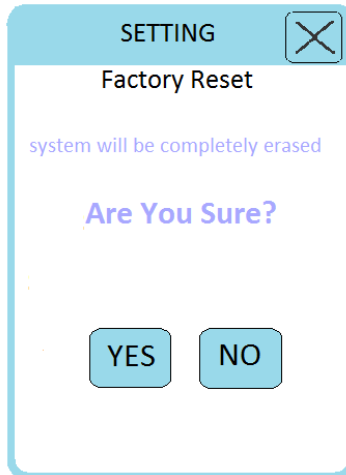 SETTING
Factory Reset
system will be completely erased
Are You Sure?
YES NO